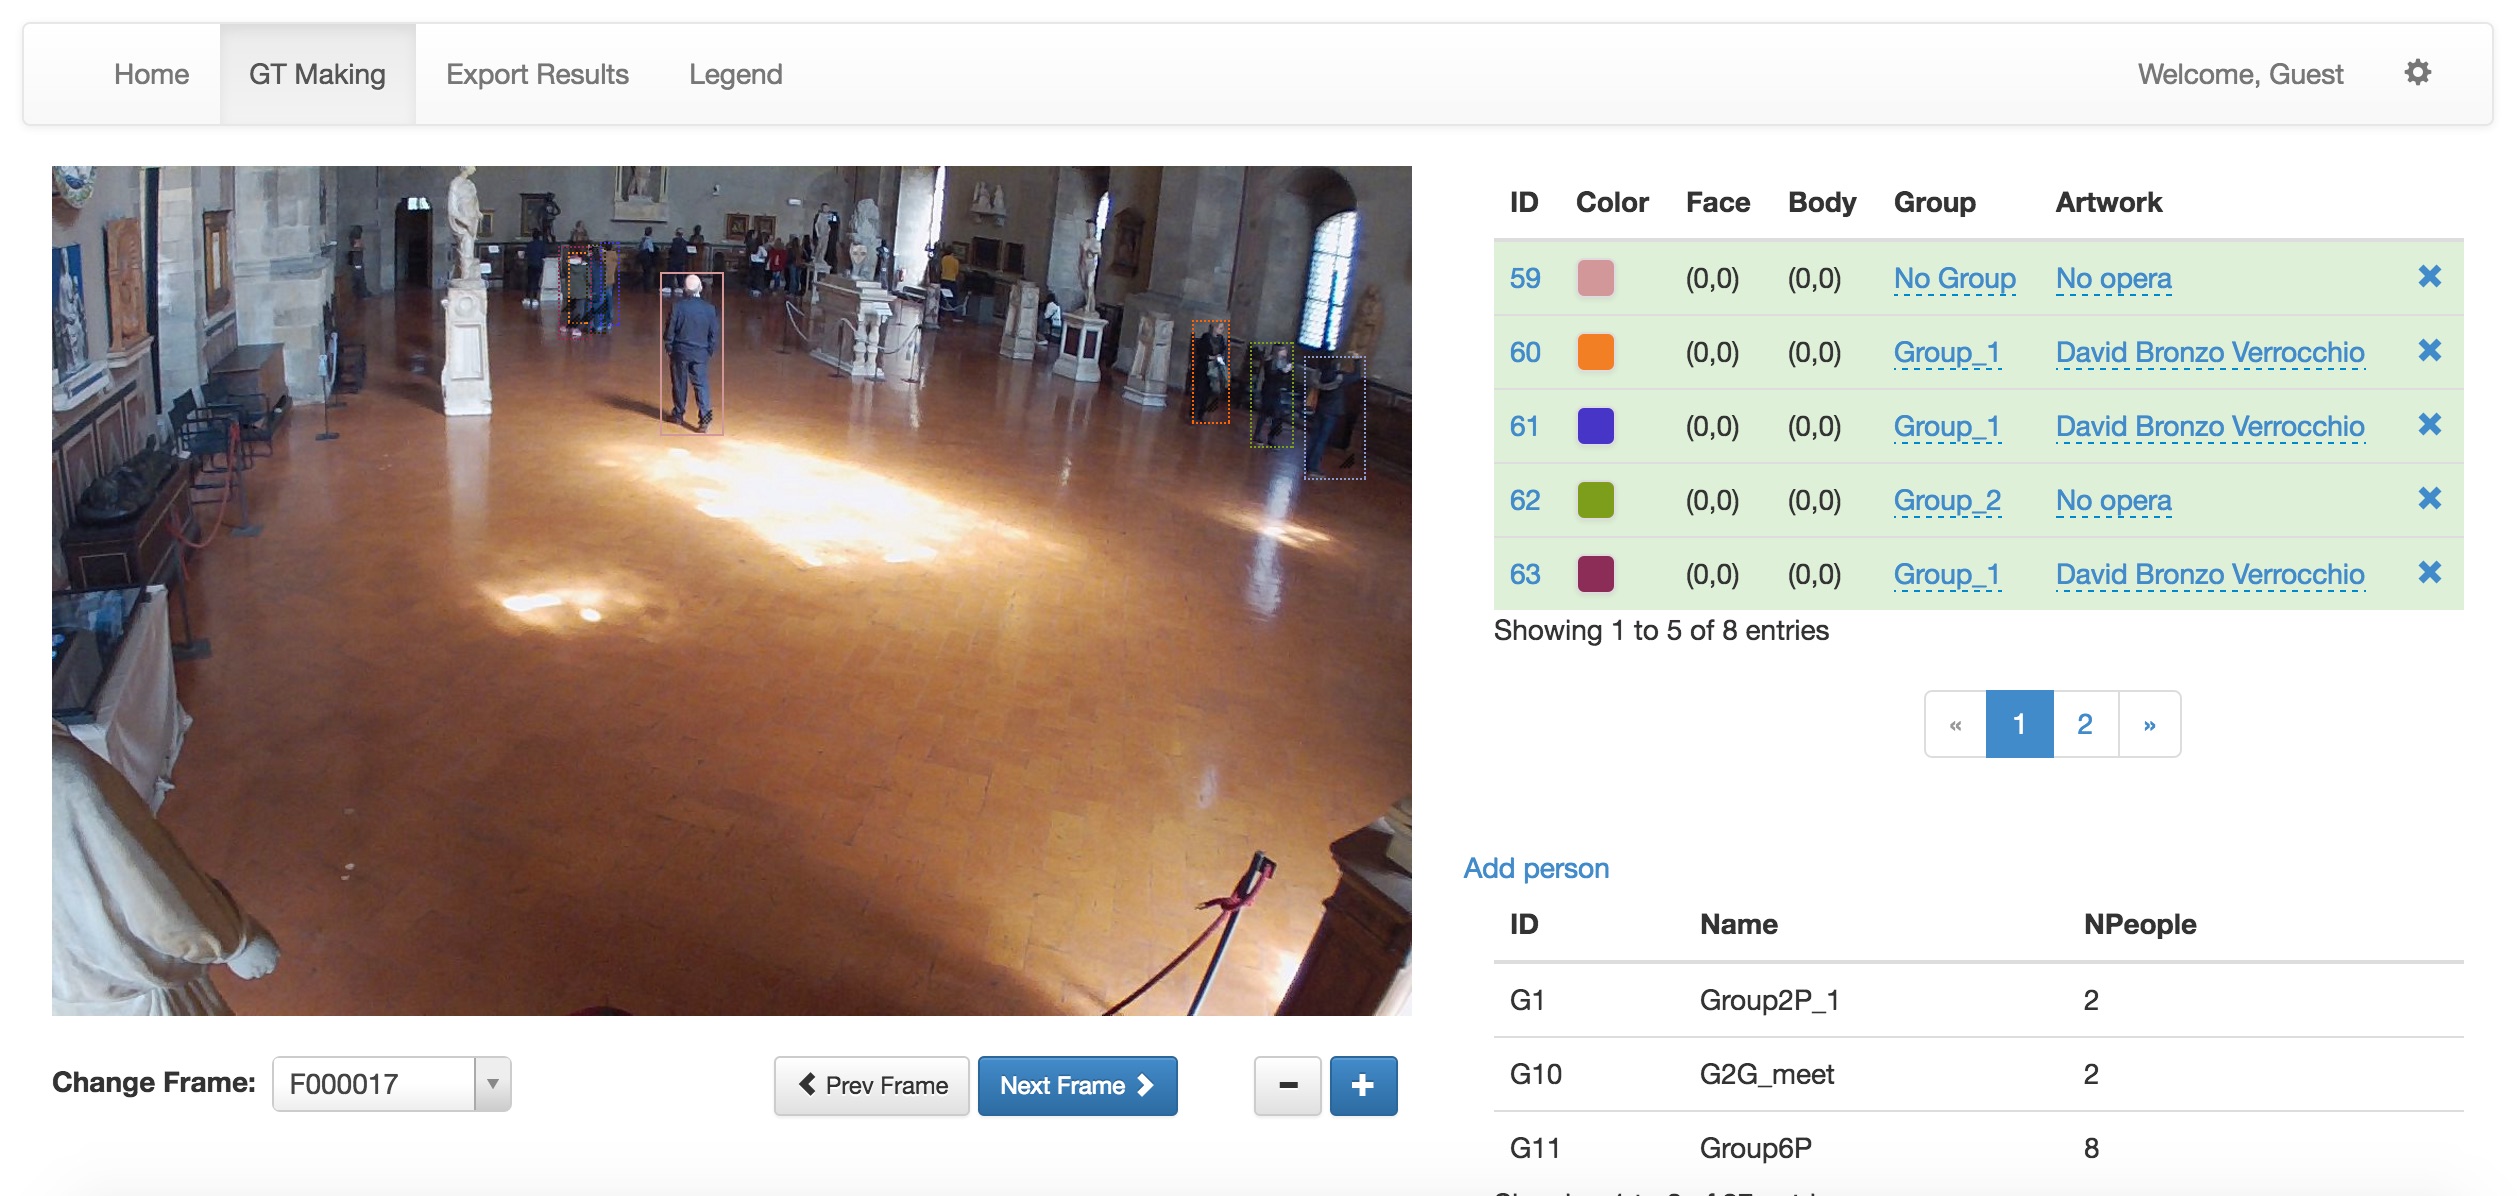 Home GT Making Export Results Legend Welcome, Guest
ID Color Face Body Group Artwork
59 (0,0) (0,0) No Group No opera
60 (0,0) (0,0) Group_1 David Bronzo Verrocchio
61 (0,0) (0,0) Group_1 David Bronzo Verrocchio
62 (0,0) (0,0) Group_2 No opera
63 (0,0) (0,0) Group_1 David Bronzo Verrocchio
Showing 1 to 5 of 8 entries
« 1 2 »
Add person
ID Name NPeople
G1 Group2P_1 2
G10 G2G_meet 2
G11 Group6P 8
Change Frame: F000017 Prev Frame Next Frame